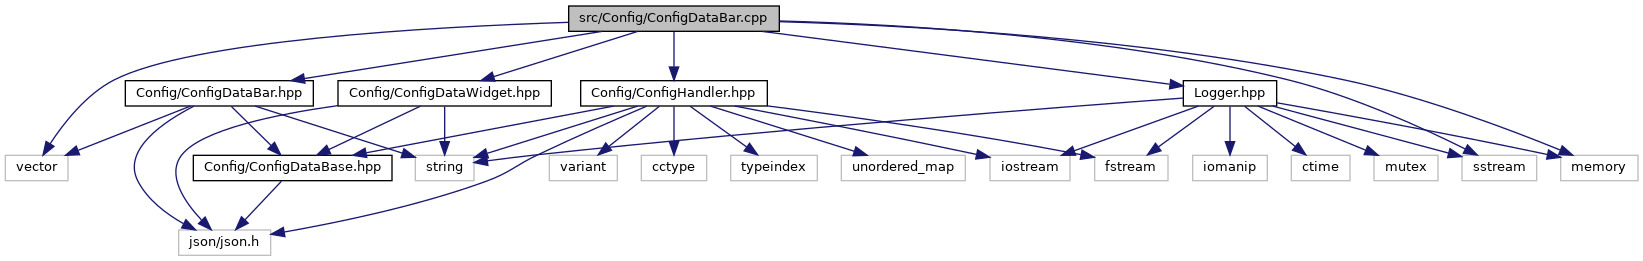 src/Config/ConfigDataBar.cpp
Config/ConfigDataBar.hpp
Config/ConfigDataWidget.hpp
Config/ConfigHandler.hpp
Logger.hpp
vector
Config/ConfigDataBase.hpp
string
variant
cctype
typeindex
unordered_map
iostream
fstream
iomanip
ctime
mutex
sstream
memory
json/json.h